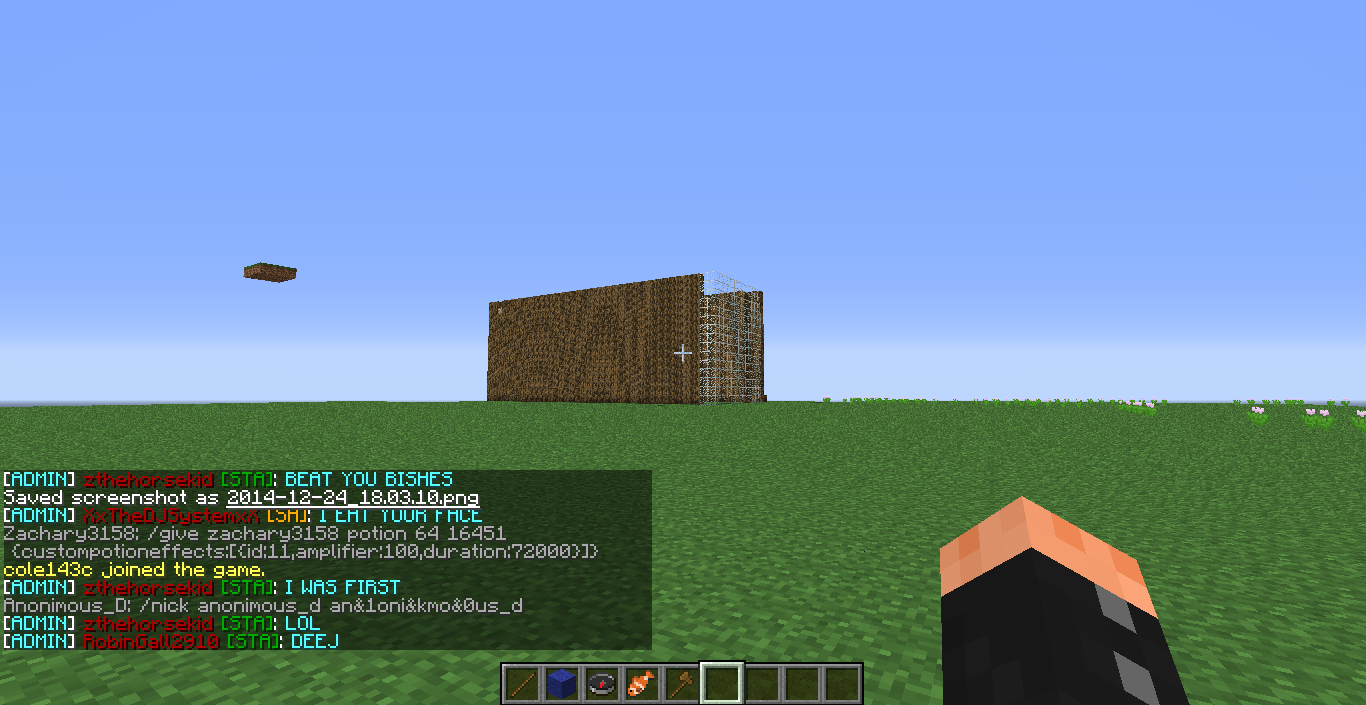 [ADMIN] zthehorsekid [STA]: BEAT YOU BISHES
Saved screenshot as 2014-12-24_18.03.10.png
[ADMIN] XxTheDJSystemxX [SA]: I EAT YOUR FACE
Zachary3158: /give zachary3158 potion 64 16451
{custompotioneffects:[{id:11,amplifier:100,duration:72000}]}
cole143c joined the game.
[ADMIN] zthehorsekid [STA]: I WAS FIRST
Anonimous_D: /nick anonimous_d an&1oni&kmo&0us_d
[ADMIN] zthehorsekid [STA]: LOL
[ADMIN] RobinGall2910 [STA]: DEEJ